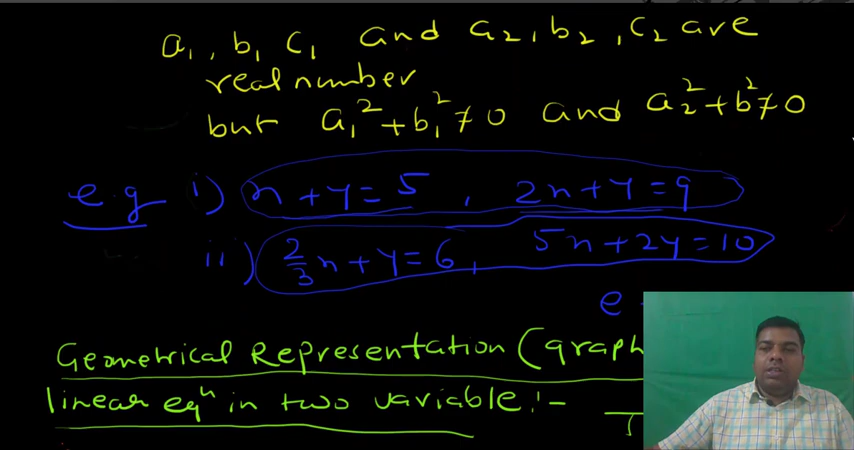 a₁, b₁ c₁ and a₂, b₂, c₂ are
real number
but a₁² + b₁² ≠ 0 and a₂² + b² ≠ 0
e.g i) x + y = 5 , 2x + y = 9
ii) 2/3 x + y = 6, 5x + 2y = 10
e
Geometrical Representation (graph
linear eqⁿ in two variable :- T